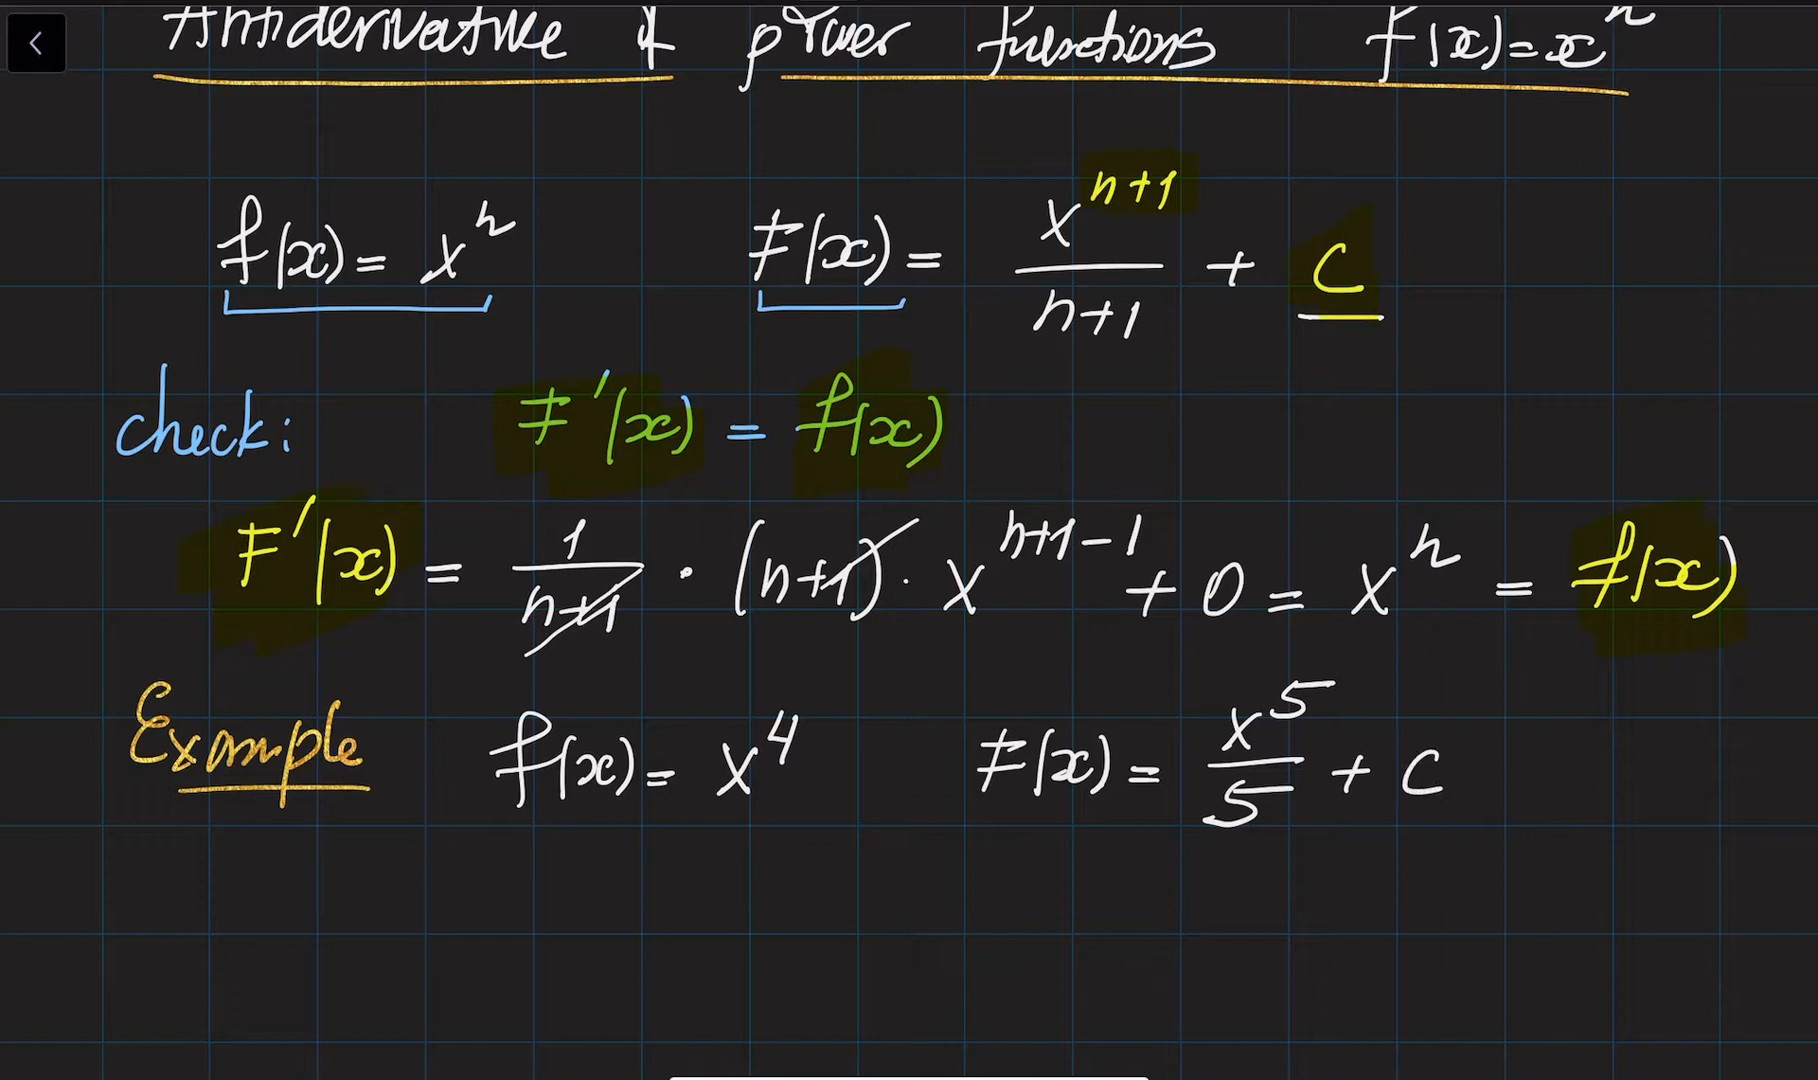 Antiderivative of power functions f(x)=x^n
f(x) = x^n F(x) = x^(n+1)/(n+1) + C
check: F'(x) = f(x)
F'(x) = 1/(n+1) · (n+1) · x^(n+1-1) + 0 = x^n = f(x)
Example f(x) = x^4 F(x) = x^5/5 + C